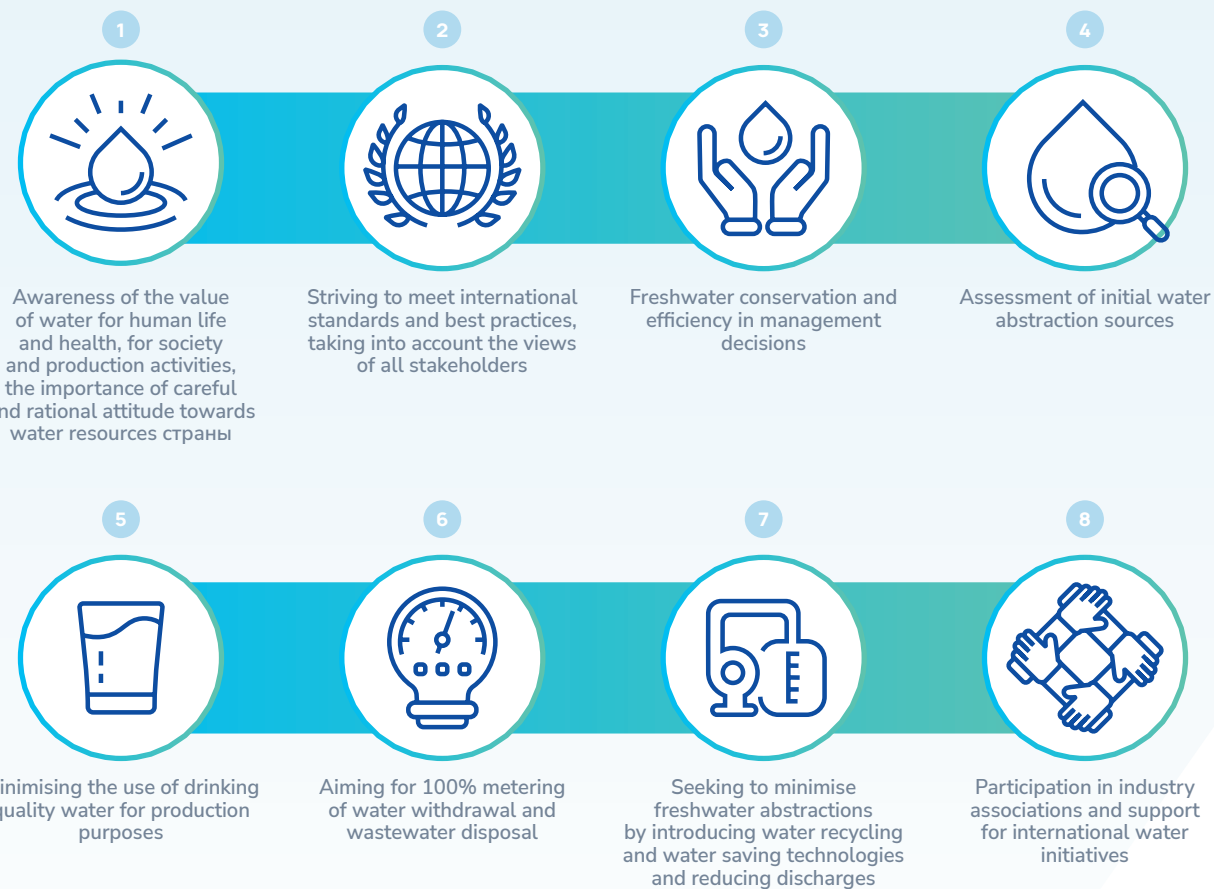 1
Awareness of the value
of water for human life
and health, for society
and production activities,
the importance of careful
nd rational attitude towards
water resources страны
2
Striving to meet international
standards and best practices,
taking into account the views
of all stakeholders
3
Freshwater conservation and
efficiency in management
decisions
4
Assessment of initial water
abstraction sources
5
inimising the use of drinking
quality water for production
purposes
6
Aiming for 100% metering
of water withdrawal and
wastewater disposal
7
Seeking to minimise
freshwater abstractions
by introducing water recycling
and water saving technologies
and reducing discharges
8
Participation in industry
associations and support
for international water
initiatives